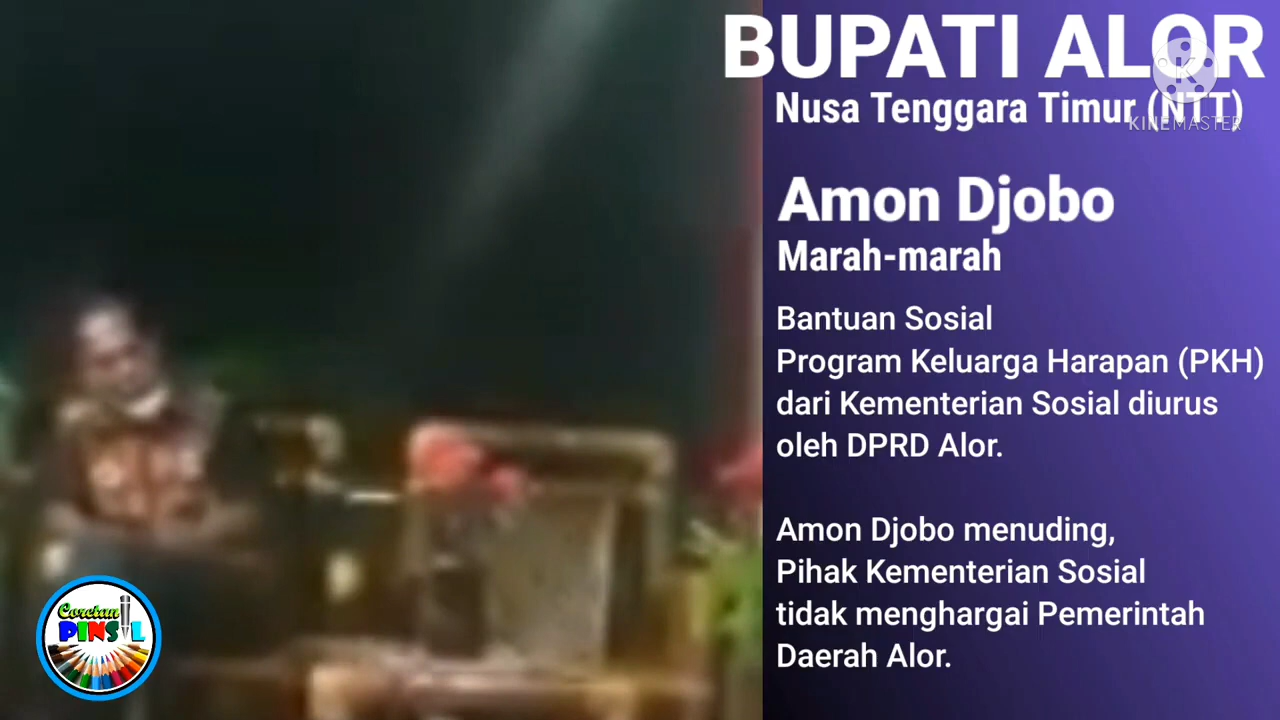 BUPATI ALOR
Nusa Tenggara Timur (NTT)
KINEMASTER
Amon Djobo
Marah-marah
Bantuan Sosial
Program Keluarga Harapan (PKH)
dari Kementerian Sosial diurus
oleh DPRD Alor.
Amon Djobo menuding,
Pihak Kementerian Sosial
tidak menghargai Pemerintah
Daerah Alor.
Coretan
PINSIL